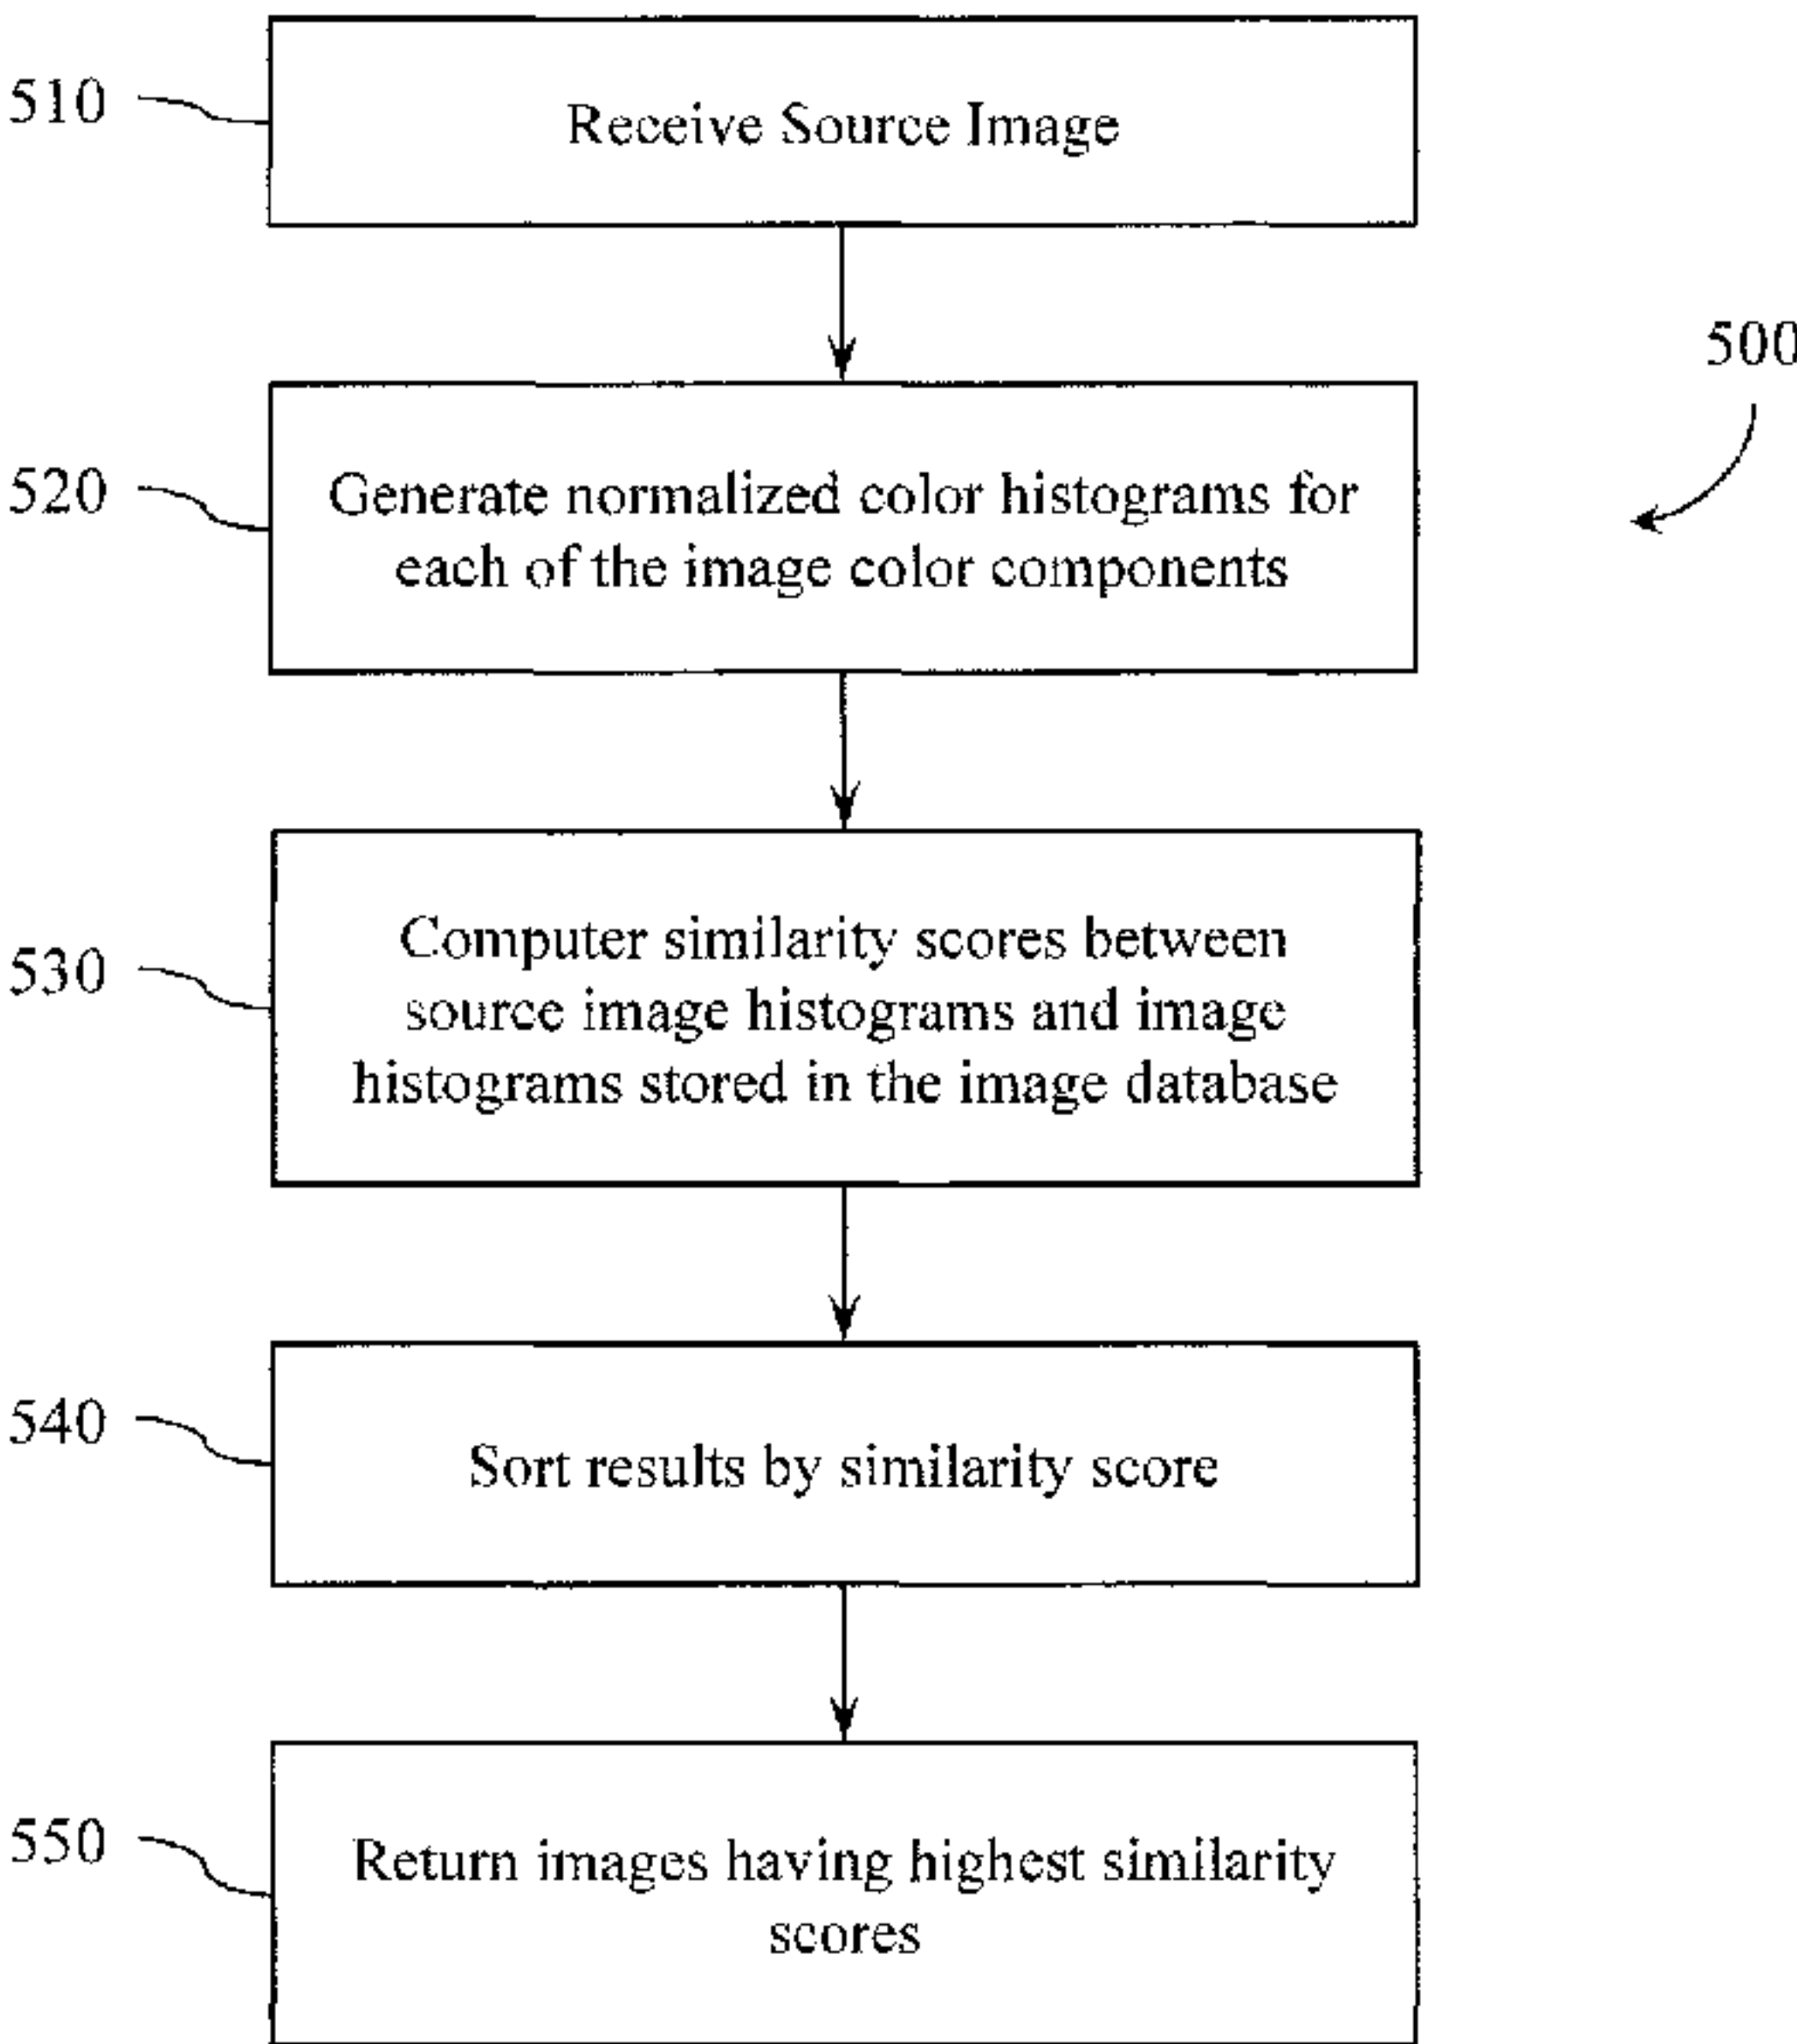 510
Receive Source Image
500
520
Generate normalized color histograms for
each of the image color components
530
Computer similarity scores between
source image histograms and image
histograms stored in the image database
540
Sort results by similarity score
550
Return images having highest similarity
scores